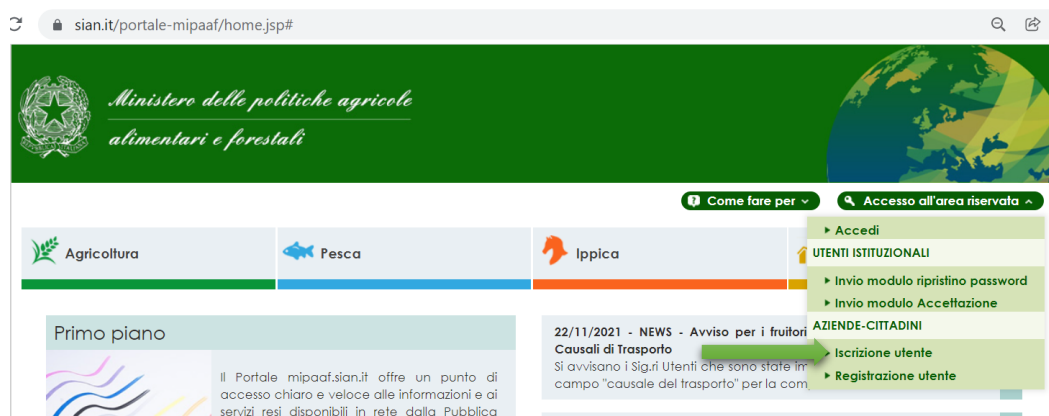 sian.it/portale-mipaaf/home.jsp#
Ministero delle politiche agricole
alimentari e forestali
Come fare per
Accesso all'area riservata
Agricoltura
Pesca
Ippica
Accedi
UTENTI ISTITUZIONALI
Invio modulo ripristino password
Invio modulo Accettazione
AZIENDE-CITTADINI
Iscrizione utente
Registrazione utente
Primo piano
Il Portale mipaaf.sian.it offre un punto di
accesso chiaro e veloce alle informazioni e ai
servizi resi disponibili in rete dalla Pubblica
22/11/2021 - NEWS - Avviso per i fruitori
Causali di Trasporto
Si avvisano i Sig.ri Utenti che sono state im
campo "causale del trasporto" per la com